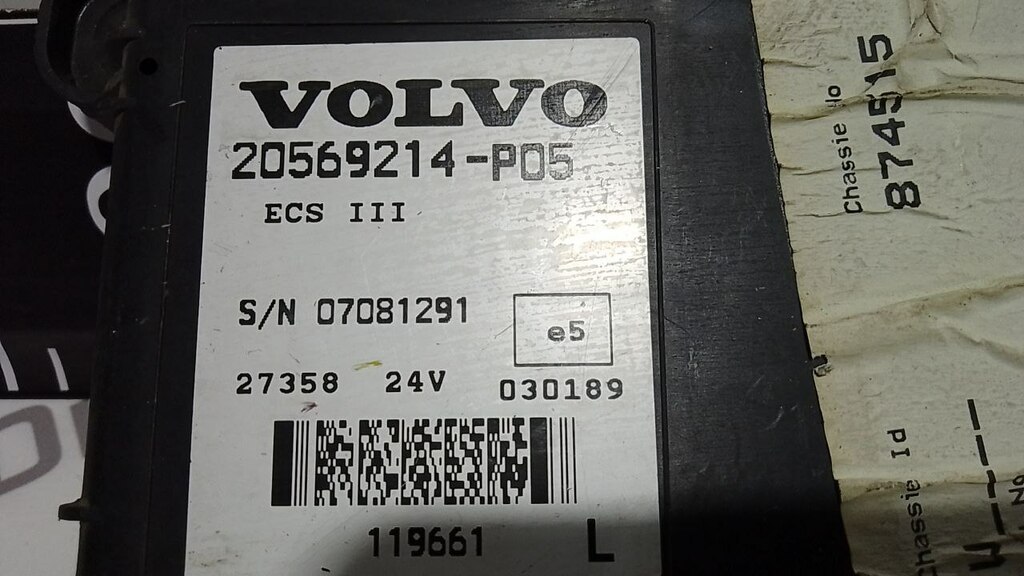 VOLVO
20569214-P05
ECS III
S/N 07081291
e5
27358 24V 030189
119661 L
Chassie No
874515
Chassie Id